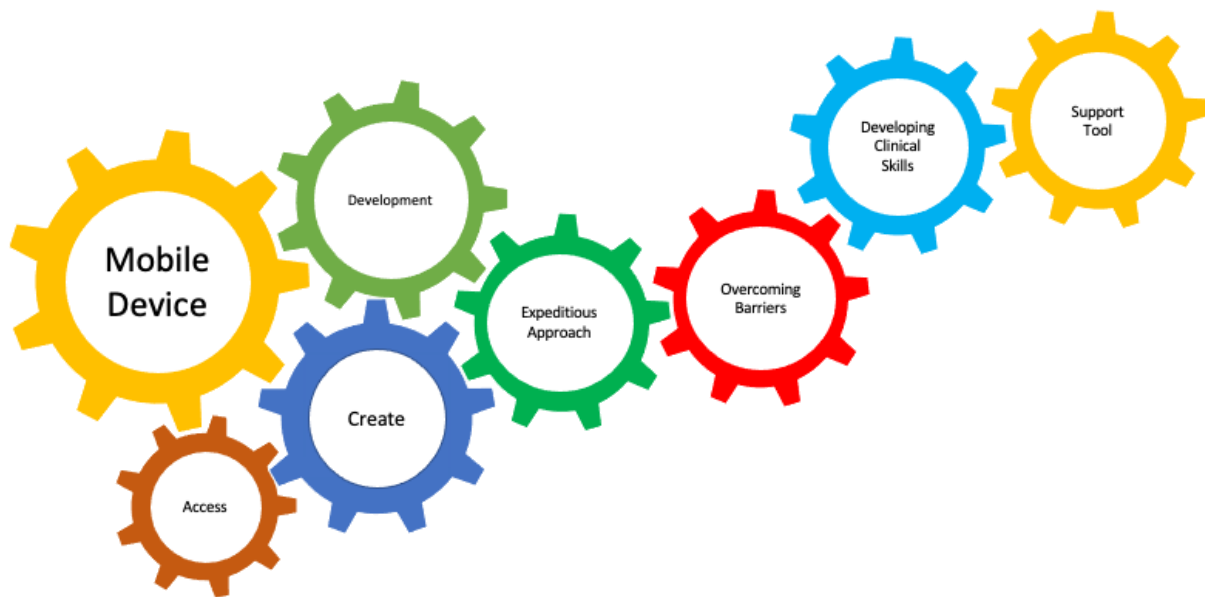 Mobile
Device
Development
Access
Create
Expeditious
Approach
Overcoming
Barriers
Developing
Clinical
Skills
Support
Tool